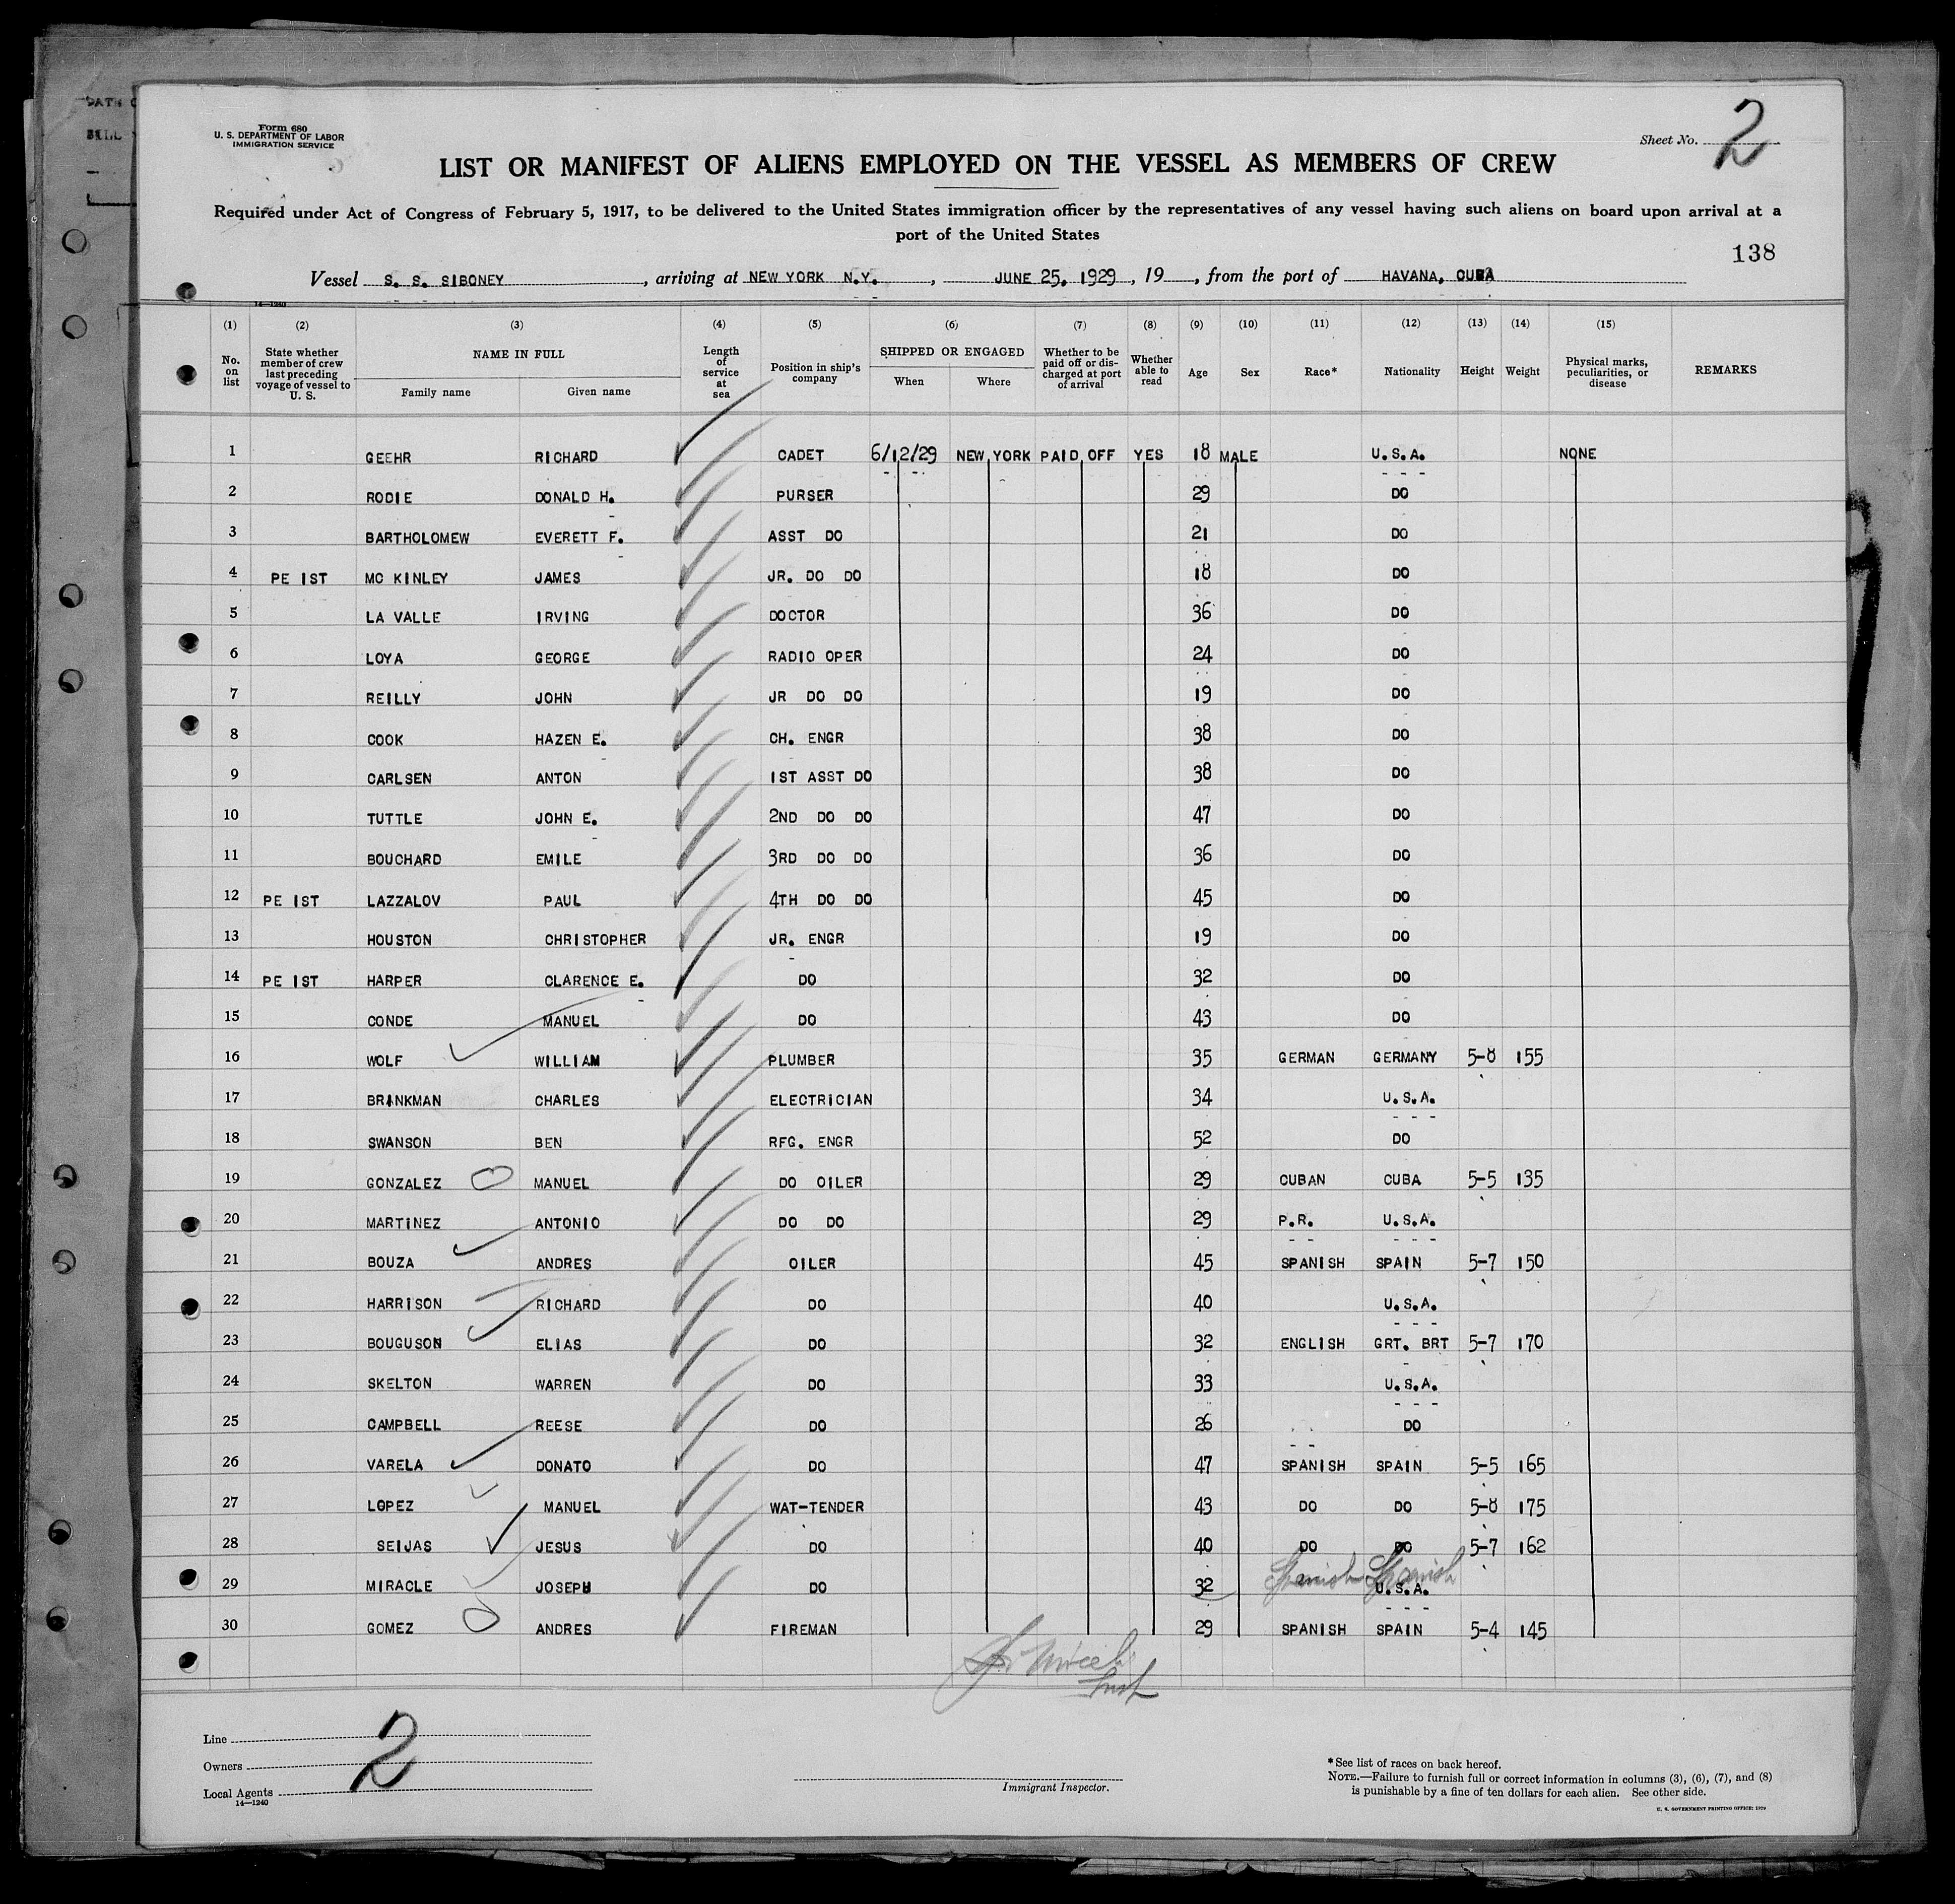 Form 680
U. S. DEPARTMENT OF LABOR
IMMIGRATION SERVICE
Sheet No. 2
LIST OR MANIFEST OF ALIENS EMPLOYED ON THE VESSEL AS MEMBERS OF CREW
Required under Act of Congress of February 5, 1917, to be delivered to the United States immigration officer by the representatives of any vessel having such aliens on board upon arrival at a
port of the United States
138
Vessel S. S. SIBONEY, arriving at NEW YORK N.Y., JUNE 25, 1929, 19, from the port of HAVANA, CUBA
14—1240
(1) (2) (3) (4) (5) (6) (7) (8) (9) (10) (11) (12) (13) (14) (15)
No. on list State whether member of crew last preceding voyage of vessel to U. S. NAME IN FULL Family name Given name Length of service at sea Position in ship's company SHIPPED OR ENGAGED When Where Whether to be paid off or discharged at port of arrival Whether able to read Age Sex Race* Nationality Height Weight Physical marks, peculiarities, or disease REMARKS
1 GEEHR RICHARD CADET 6/12/29 NEW YORK PAID OFF YES 18 MALE U.S.A. NONE
2 RODIE DONALD H. PURSER 29 DO
3 BARTHOLOMEW EVERETT F. ASST DO 21 DO
4 PE IST MC KINLEY JAMES JR. DO DO 18 DO
5 LA VALLE IRVING DOCTOR 36 DO
6 LOYA GEORGE RADIO OPER 24 DO
7 REILLY JOHN JR DO DO 19 DO
8 COOK HAZEN E. CH. ENGR 38 DO
9 CARLSEN ANTON 1ST ASST DO 38 DO
10 TUTTLE JOHN E. 2ND DO DO 47 DO
11 BOUCHARD EMILE 3RD DO DO 36 DO
12 PE IST LAZZALOV PAUL 4TH DO DO 45 DO
13 HOUSTON CHRISTOPHER JR. ENGR 19 DO
14 PE IST HARPER CLARENCE E. DO 32 DO
15 CONDE MANUEL DO 43 DO
16 WOLF WILLIAM PLUMBER 35 GERMAN GERMANY 5-8 155
17 BRINKMAN CHARLES ELECTRICIAN 34 U.S.A.
18 SWANSON BEN RFG. ENGR 52 DO
19 GONZALEZ MANUEL DO OILER 29 CUBAN CUBA 5-5 135
20 MARTINEZ ANTONIO DO DO 29 P.R. U.S.A.
21 BOUZA ANDRES OILER 45 SPANISH SPAIN 5-7 150
22 HARRISON RICHARD DO 40 U.S.A.
23 BOUGUSON ELIAS DO 32 ENGLISH GRT. BRT 5-7 170
24 SKELTON WARREN DO 33 U.S.A.
25 CAMPBELL REESE DO 26 DO
26 VARELA DONATO DO 47 SPANISH SPAIN 5-5 165
27 LOPEZ MANUEL WAT-TENDER 43 DO DO 5-8 175
28 SEIJAS JESUS DO 40 DO DO 5-7 162
29 MIRACLE JOSEPH DO 32 Spanish Spanish U.S.A.
30 GOMEZ ANDRES FIREMAN 29 SPANISH SPAIN 5-4 145
Line
Owners
Local Agents
14—1240
2
Immigrant Inspector.
*See list of races on back hereof.
NOTE.—Failure to furnish full or correct information in columns (3), (6), (7), and (8)
is punishable by a fine of ten dollars for each alien. See other side.
U. S. GOVERNMENT PRINTING OFFICE: 1929